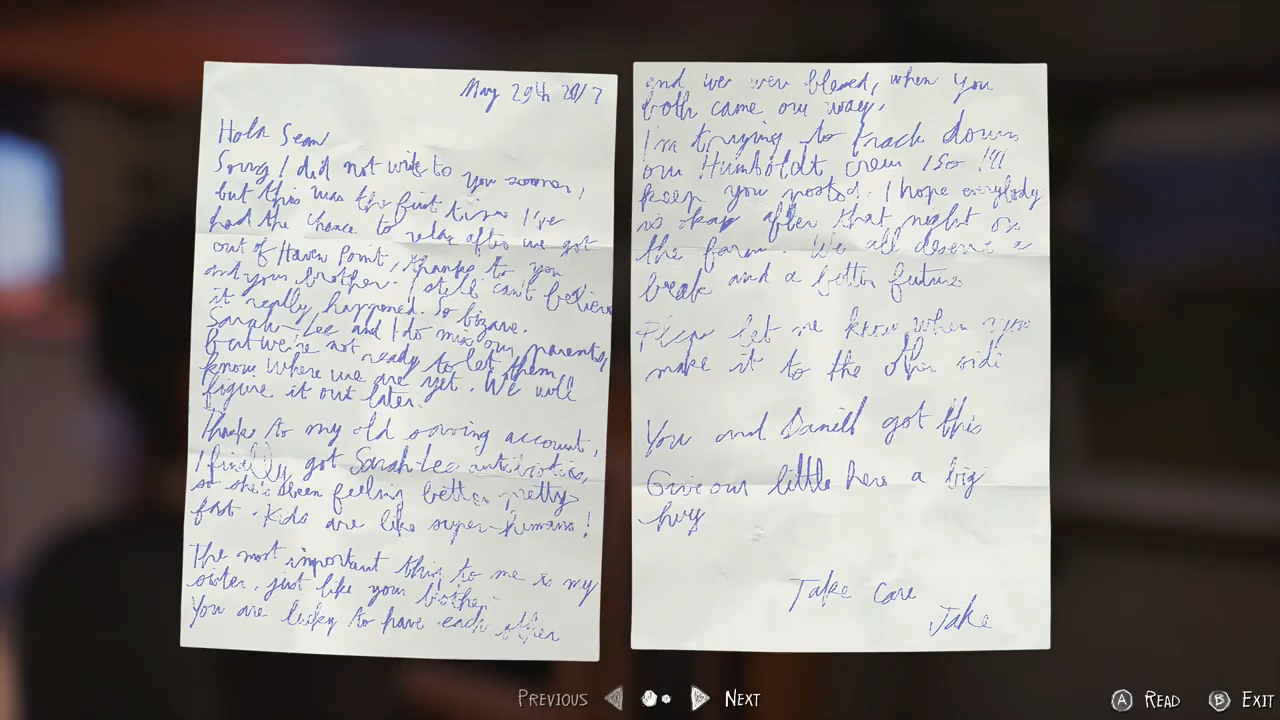 May 29th 2017
Hola Sean
Sorry I did not write to you sooner,
but this was the first time I've
had the chance to relax after we got
out of Haven Point, thanks to you
and your brother. I still can't believe
it really happened. So bizare.
Sarah-Lee and I do miss our parents,
but we're not ready to let them
know where we are yet. We will
figure it out later.
Thanks to my old saving account,
I finally got Sarah-Lee antibiotics,
so she's been feeling better pretty
fast. Kids are like super-humans!
The most important thing to me is my
sister, just like your brother.
You are lucky to have each other
and we were blessed, when you
both came our way.
I'm trying to track down
our Humboldt crew so I'll
keep you posted. I hope everybody
is okay after that night on
the farm. We all deserve a
break and a better future
Please let me know when you
make it to the other side
You and Daniel got this
Give our little hero a big
hug
Take Care
Jake
PREVIOUS
NEXT
A READ
B EXIT